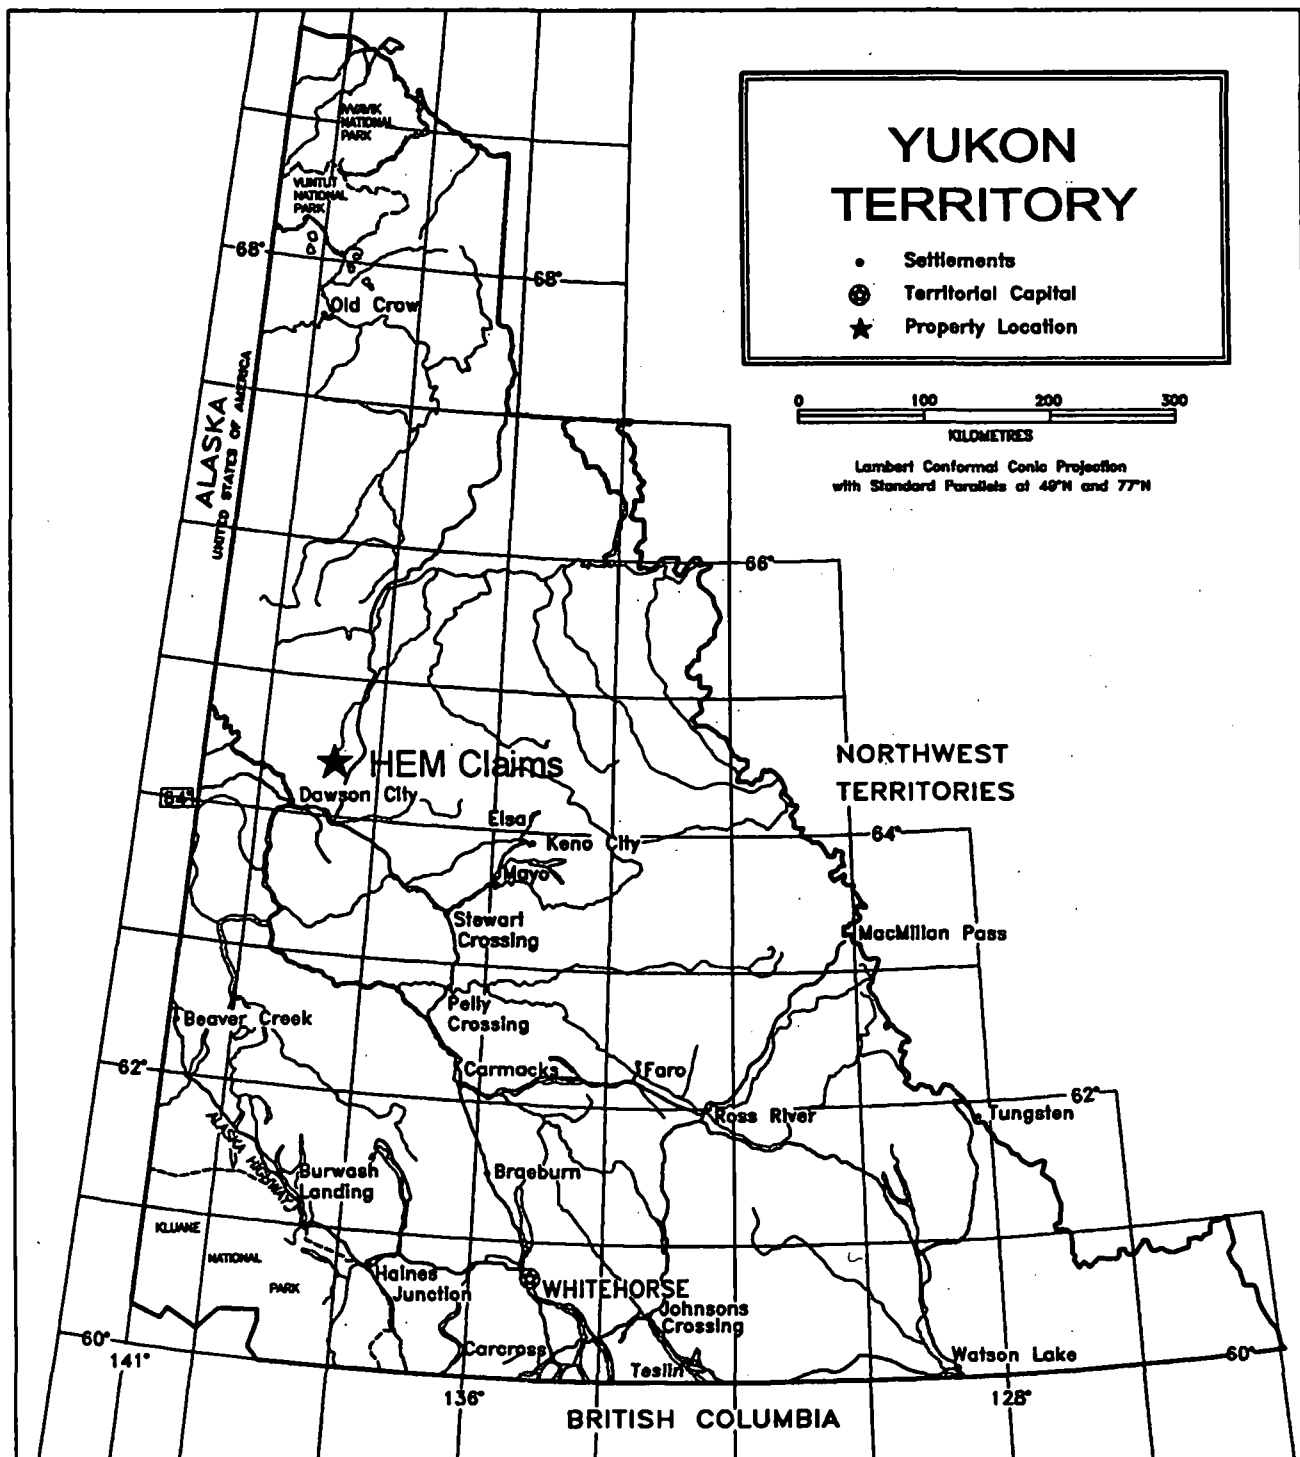 YUKON
TERRITORY
Settlements
Territorial Capital
Property Location
0 100 200 300
KILOMETRES
Lambert Conformal Conic Projection
with Standard Parallels at 49°N and 77°N
IVVAVIK
NATIONAL
PARK
VUNTUT
NATIONAL
PARK
68°
68°
Old Crow
ALASKA
UNITED STATES OF AMERICA
66°
HEM Claims
NORTHWEST
TERRITORIES
64°
Dawson City
Elsa
Keno City
64°
Mayo
Stewart
Crossing
MacMillan Pass
Pelly
Crossing
Beaver Creek
62°
Carmacks
Faro
62°
Ross River
Tungsten
ALASKA HIGHWAY
Burwash
Landing
Braeburn
KLUANE
NATIONAL
PARK
Haines
Junction
WHITEHORSE
Johnsons
Crossing
60°
Carcross
Teslin
Watson Lake
60°
141°
136°
128°
BRITISH COLUMBIA